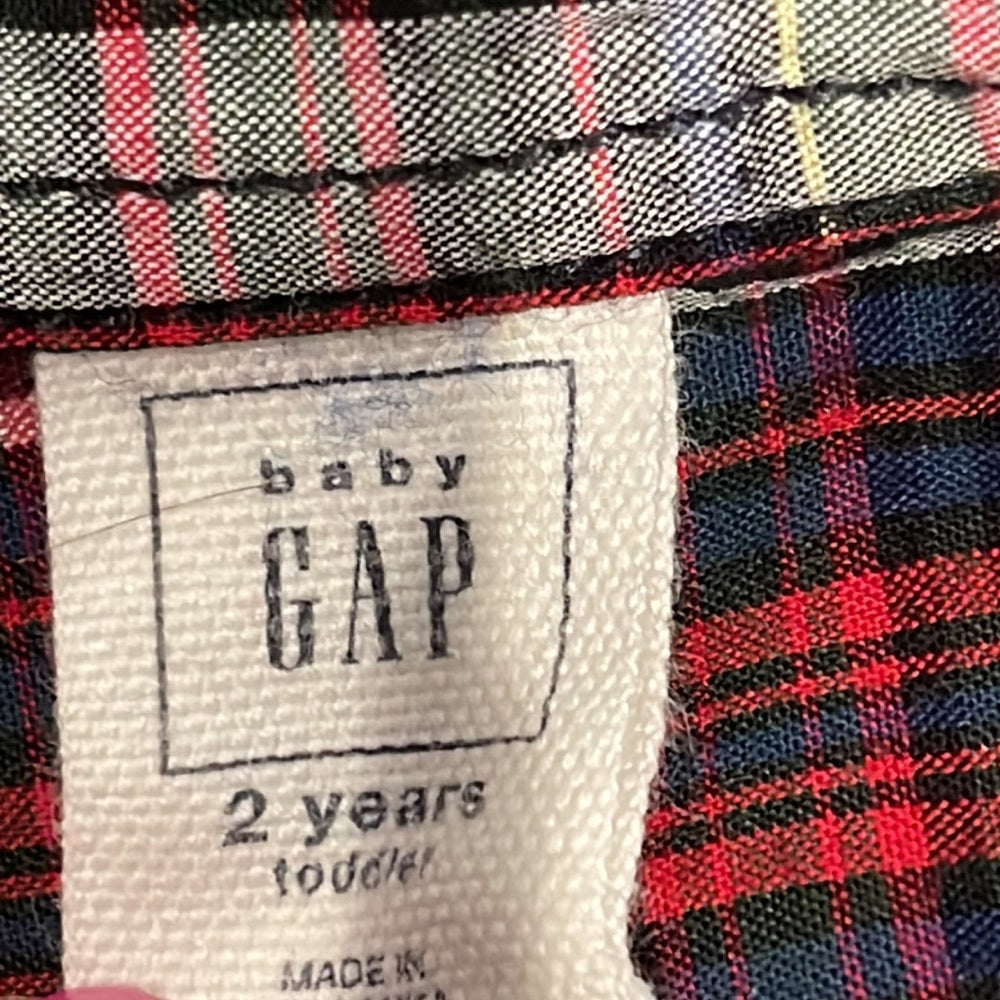 baby
GAP
2 years
toddler
MADE IN